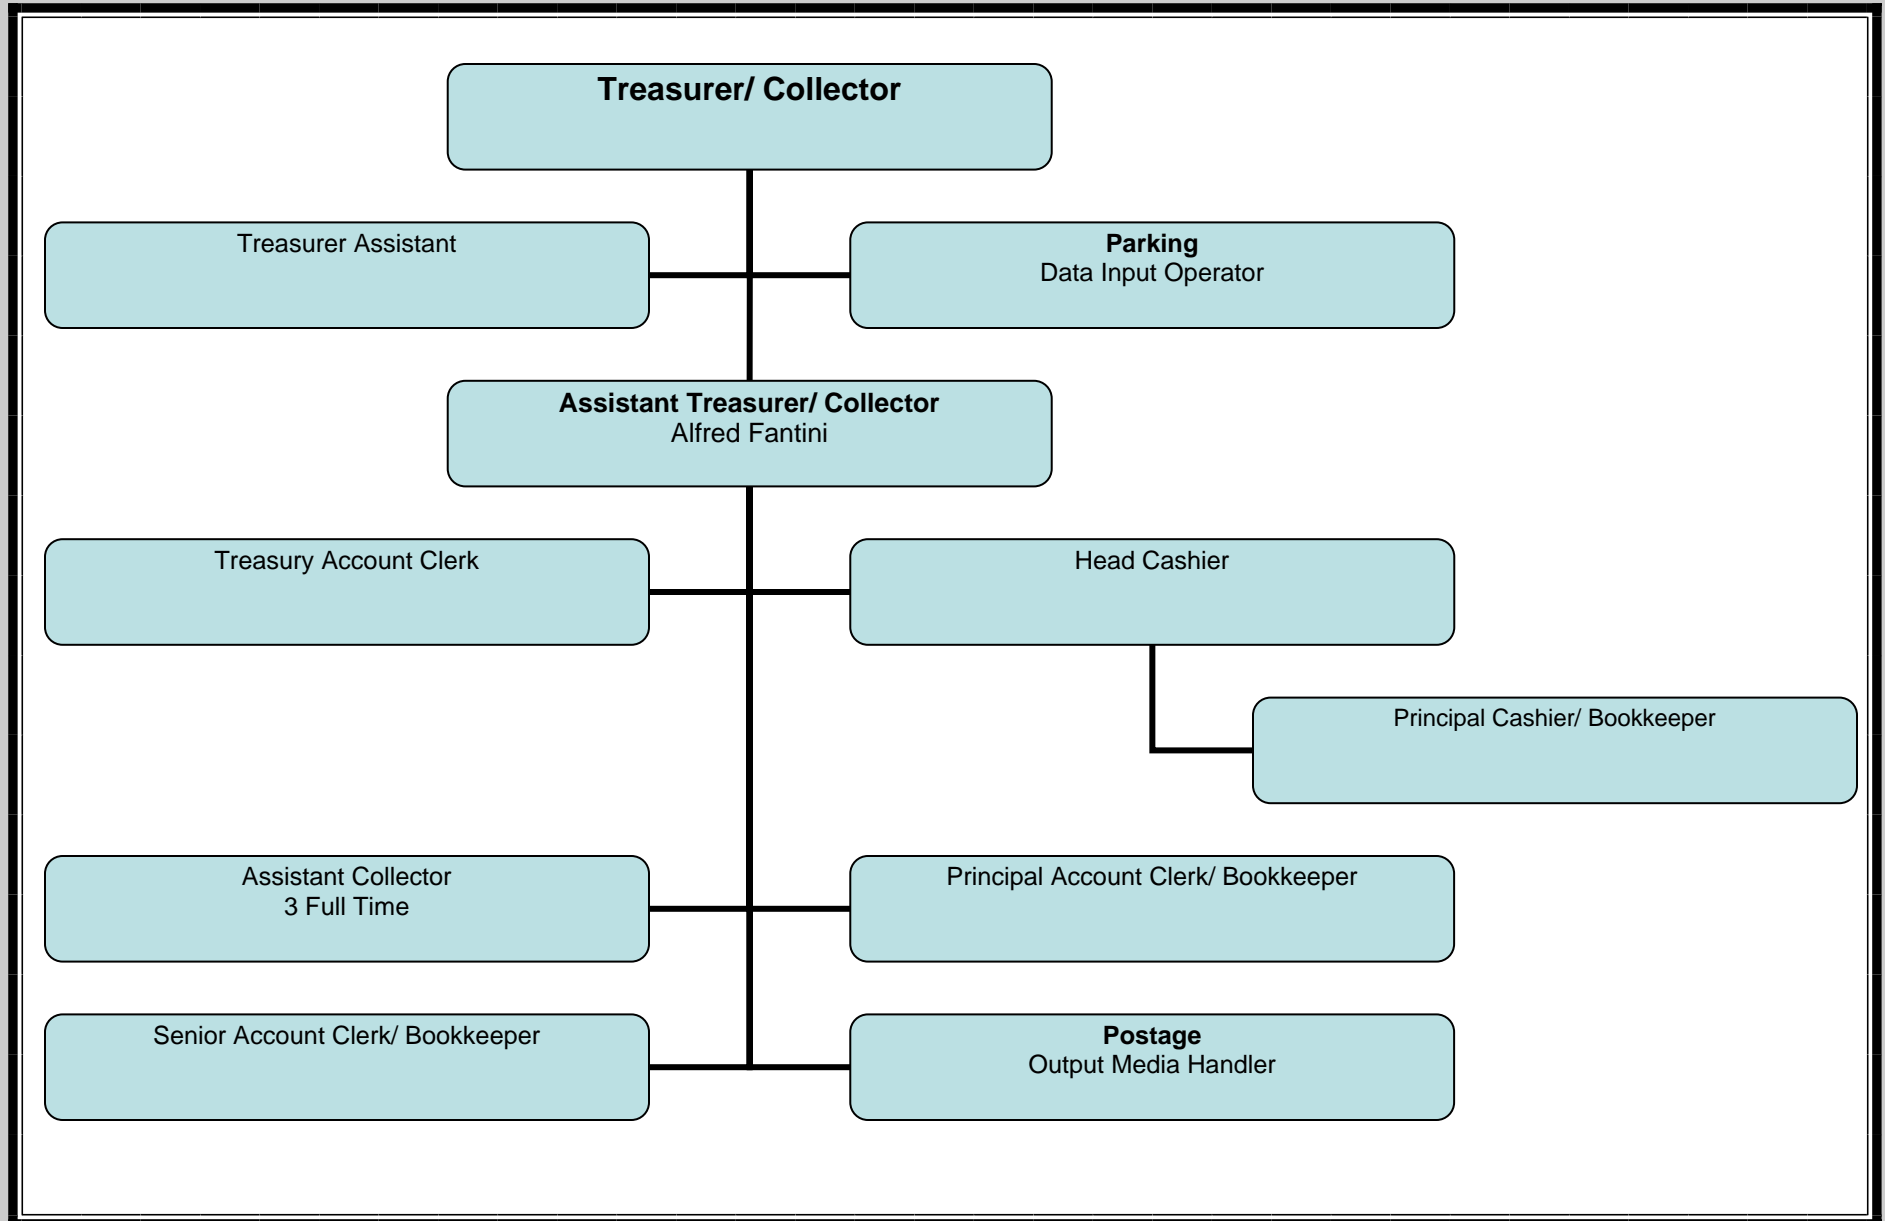 Treasurer/ Collector
Treasurer Assistant
Parking
Data Input Operator
Assistant Treasurer/ Collector
Alfred Fantini
Treasury Account Clerk
Head Cashier
Principal Cashier/ Bookkeeper
Assistant Collector
3 Full Time
Principal Account Clerk/ Bookkeeper
Senior Account Clerk/ Bookkeeper
Postage
Output Media Handler